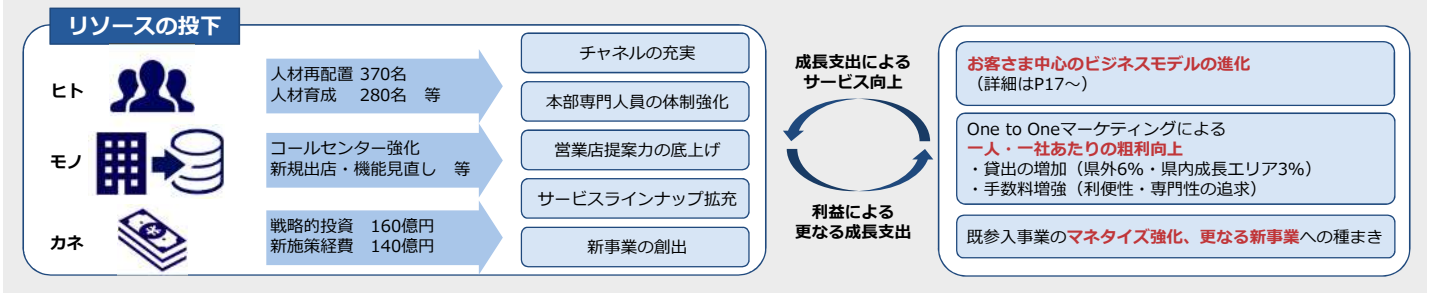 リソースの投下
ヒト
人材再配置 370名
人材育成　280名　等
モノ
コールセンター強化
新規出店・機能見直し　等
カネ
戦略的投資　160億円
新施策経費　140億円
チャネルの充実
本部専門人員の体制強化
営業店提案力の底上げ
サービスラインナップ拡充
新事業の創出
成長支出による
サービス向上
利益による
更なる成長支出
お客さま中心のビジネスモデルの進化
（詳細はP17～）
One to Oneマーケティングによる
一人・一社あたりの粗利向上
・貸出の増加（県外6%・県内成長エリア3%）
・手数料増強（利便性・専門性の追求）
既参入事業のマネタイズ強化、更なる新事業への種まき